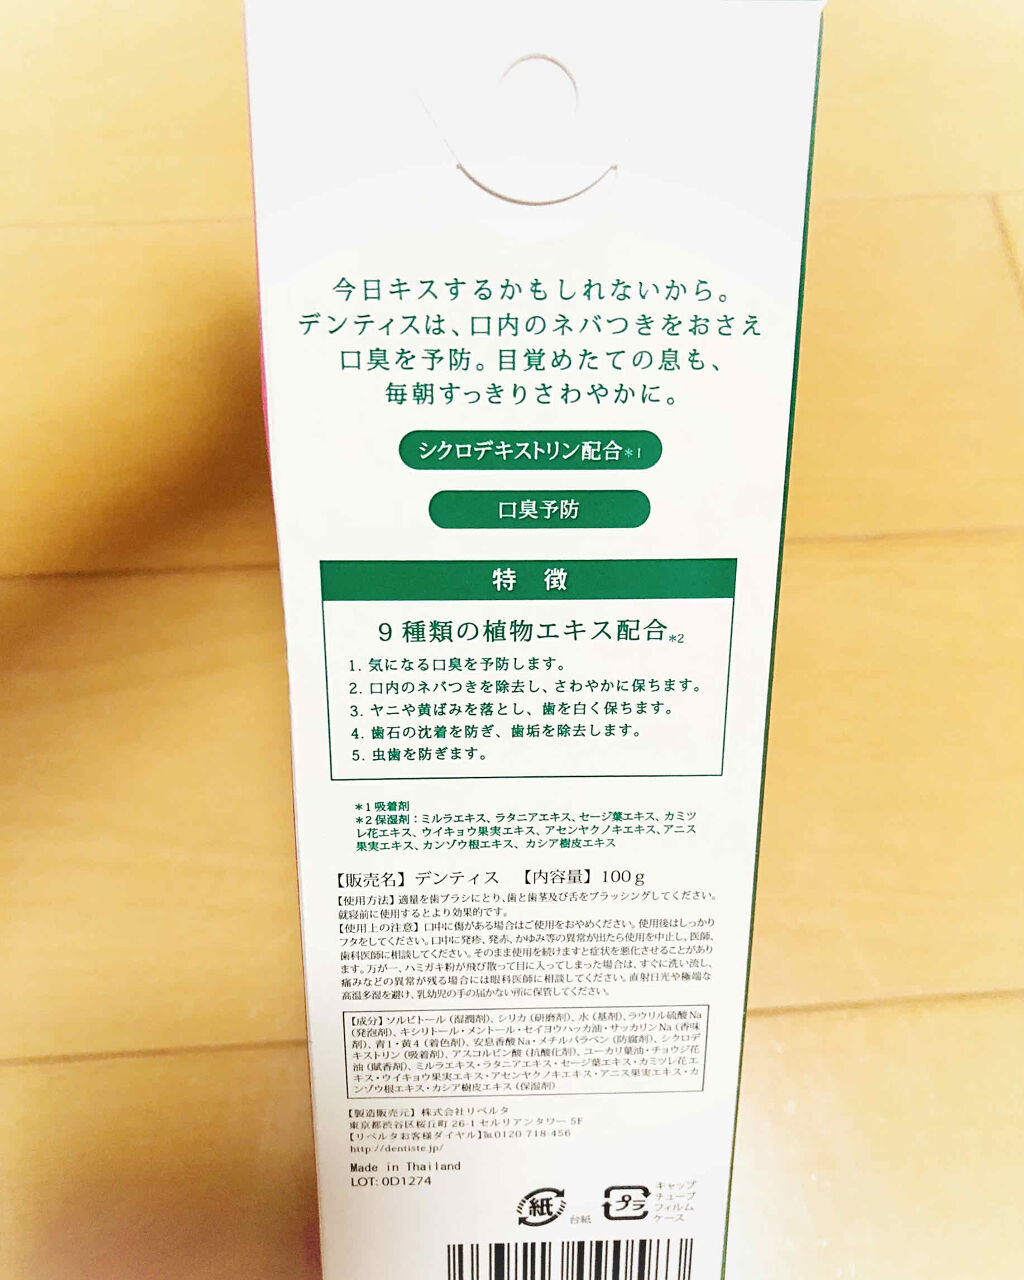 今日キスするかもしれないから。
デンティスは、口内のネバつきをおさえ
口臭を予防。目覚めたての息も、
毎朝すっきりさわやかに。
シクロデキストリン配合*1
口臭予防
特 徴
9種類の植物エキス配合*2
1. 気になる口臭を予防します。
2. 口内のネバつきを除去し、さわやかに保ちます。
3. ヤニや黄ばみを落とし、歯を白く保ちます。
4. 歯石の沈着を防ぎ、歯垢を除去します。
5. 虫歯を防ぎます。
*1吸着剤
*2保湿剤：ミルラエキス、ラタニアエキス、セージ葉エキス、カミツ
レ花エキス、ウイキョウ果実エキス、アセンヤクノキエキス、アニス
果実エキス、カンゾウ根エキス、カシア樹皮エキス
【販売名】デンティス 【内容量】100g
【使用方法】適量を歯ブラシにとり、歯と歯茎及び舌をブラッシングしてください。
就寝前に使用するとより効果的です。
【使用上の注意】口中に傷がある場合はご使用をおやめください。使用後はしっかり
フタをしてください。口中に発疹、発赤、かゆみ等の異常が出たら使用を中止し、医師、
歯科医師に相談してください。そのまま使用を続けますと症状を悪化させることがあり
ます。万が一、ハミガキ粉が飛び散って目に入ってしまった場合は、すぐに洗い流し、
痛みなどの異常が残る場合には眼科医師に相談してください。直射日光や極端な
高温多湿を避け、乳幼児の手の届かない所に保管してください。
【成分】ソルビトール（湿潤剤）、シリカ（研磨剤）、水（基剤）、ラウリル硫酸Na
（発泡剤）、キシリトール・メントール・セイヨウハッカ油・サッカリンNa（香味
剤）、青1・黄4（着色剤）、安息香酸Na・メチルパラベン（防腐剤）、シクロデ
キストリン（吸着剤）、アスコルビン酸（抗酸化剤）、ユーカリ葉油・チョウジ花
油（賦香剤）、ミルラエキス・ラタニアエキス・セージ葉エキス・カミツレ花エ
キス・ウイキョウ果実エキス・アセンヤクノキエキス・アニス果実エキス・カ
ンゾウ根エキス・カシア樹皮エキス（保湿剤）
【製造販売元】株式会社リベルタ
東京都渋谷区桜丘町26-1セルリアンタワー5F
【リベルタお客様ダイヤル】℡0120-718-456
http://dentiste.jp/
Made in Thailand
LOT: 0D1274
紙
台紙
プラ
キャップ
チューブ
フィルム
ケース